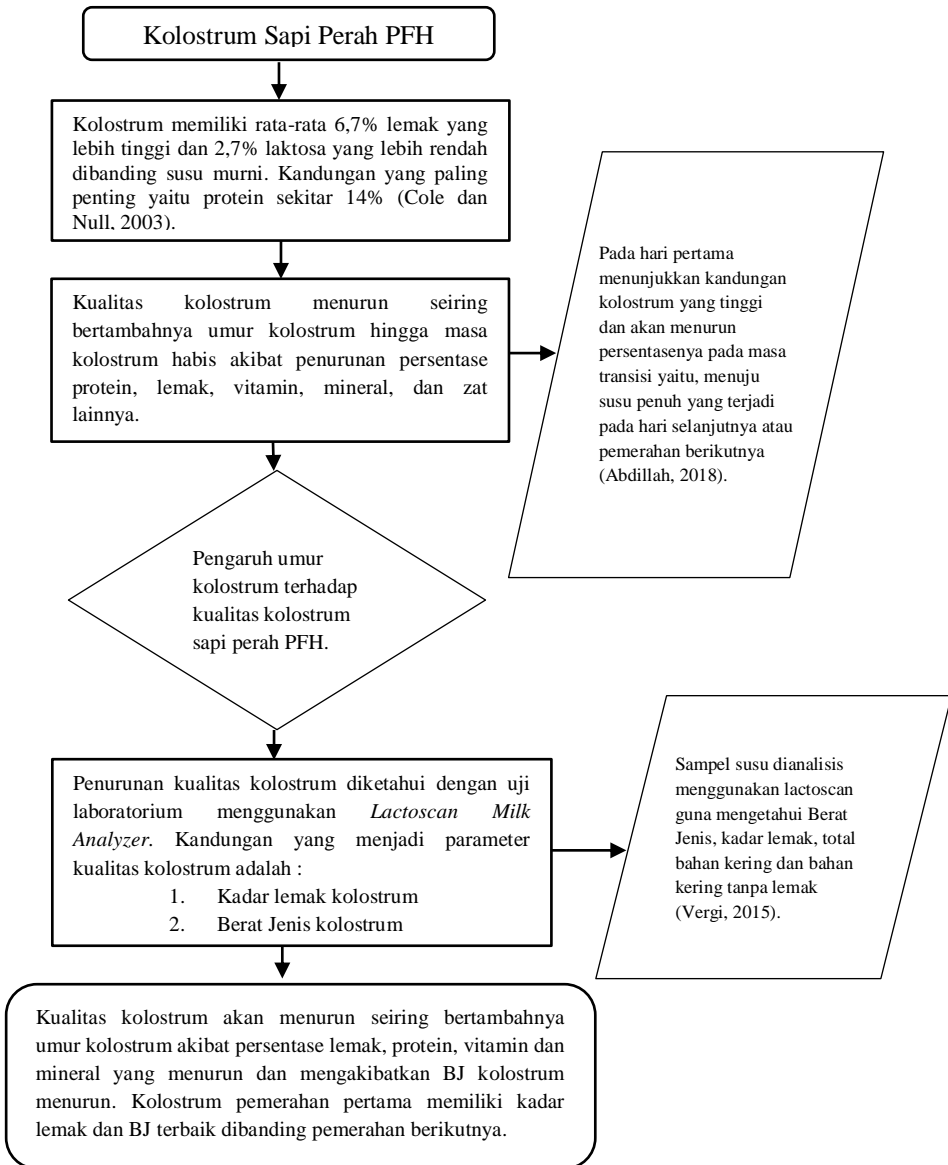 Kolostrum Sapi Perah PFH
Kolostrum memiliki rata-rata 6,7% lemak yang
lebih tinggi dan 2,7% laktosa yang lebih rendah
dibanding susu murni. Kandungan yang paling
penting yaitu protein sekitar 14% (Cole dan
Null, 2003).
Kualitas kolostrum menurun seiring
bertambahnya umur kolostrum hingga masa
kolostrum habis akibat penurunan persentase
protein, lemak, vitamin, mineral, dan zat
lainnya.
Pada hari pertama
menunjukkan kandungan
kolostrum yang tinggi
dan akan menurun
persentasenya pada masa
transisi yaitu, menuju
susu penuh yang terjadi
pada hari selanjutnya atau
pemerahan berikutnya
(Abdillah, 2018).
Pengaruh umur
kolostrum terhadap
kualitas kolostrum
sapi perah PFH.
Penurunan kualitas kolostrum diketahui dengan uji
laboratorium menggunakan Lactoscan Milk
Analyzer. Kandungan yang menjadi parameter
kualitas kolostrum adalah :
1. Kadar lemak kolostrum
2. Berat Jenis kolostrum
Sampel susu dianalisis
menggunakan lactoscan
guna mengetahui Berat
Jenis, kadar lemak, total
bahan kering dan bahan
kering tanpa lemak
(Vergi, 2015).
Kualitas kolostrum akan menurun seiring bertambahnya
umur kolostrum akibat persentase lemak, protein, vitamin dan
mineral yang menurun dan mengakibatkan BJ kolostrum
menurun. Kolostrum pemerahan pertama memiliki kadar
lemak dan BJ terbaik dibanding pemerahan berikutnya.